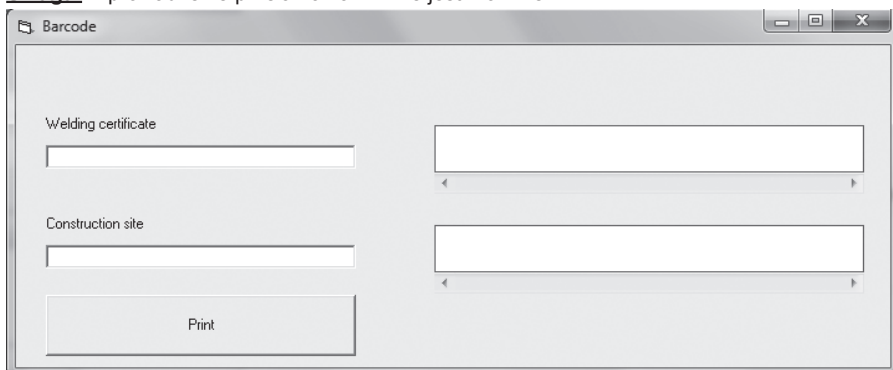 Barcode
Welding certificate
Construction site
Print